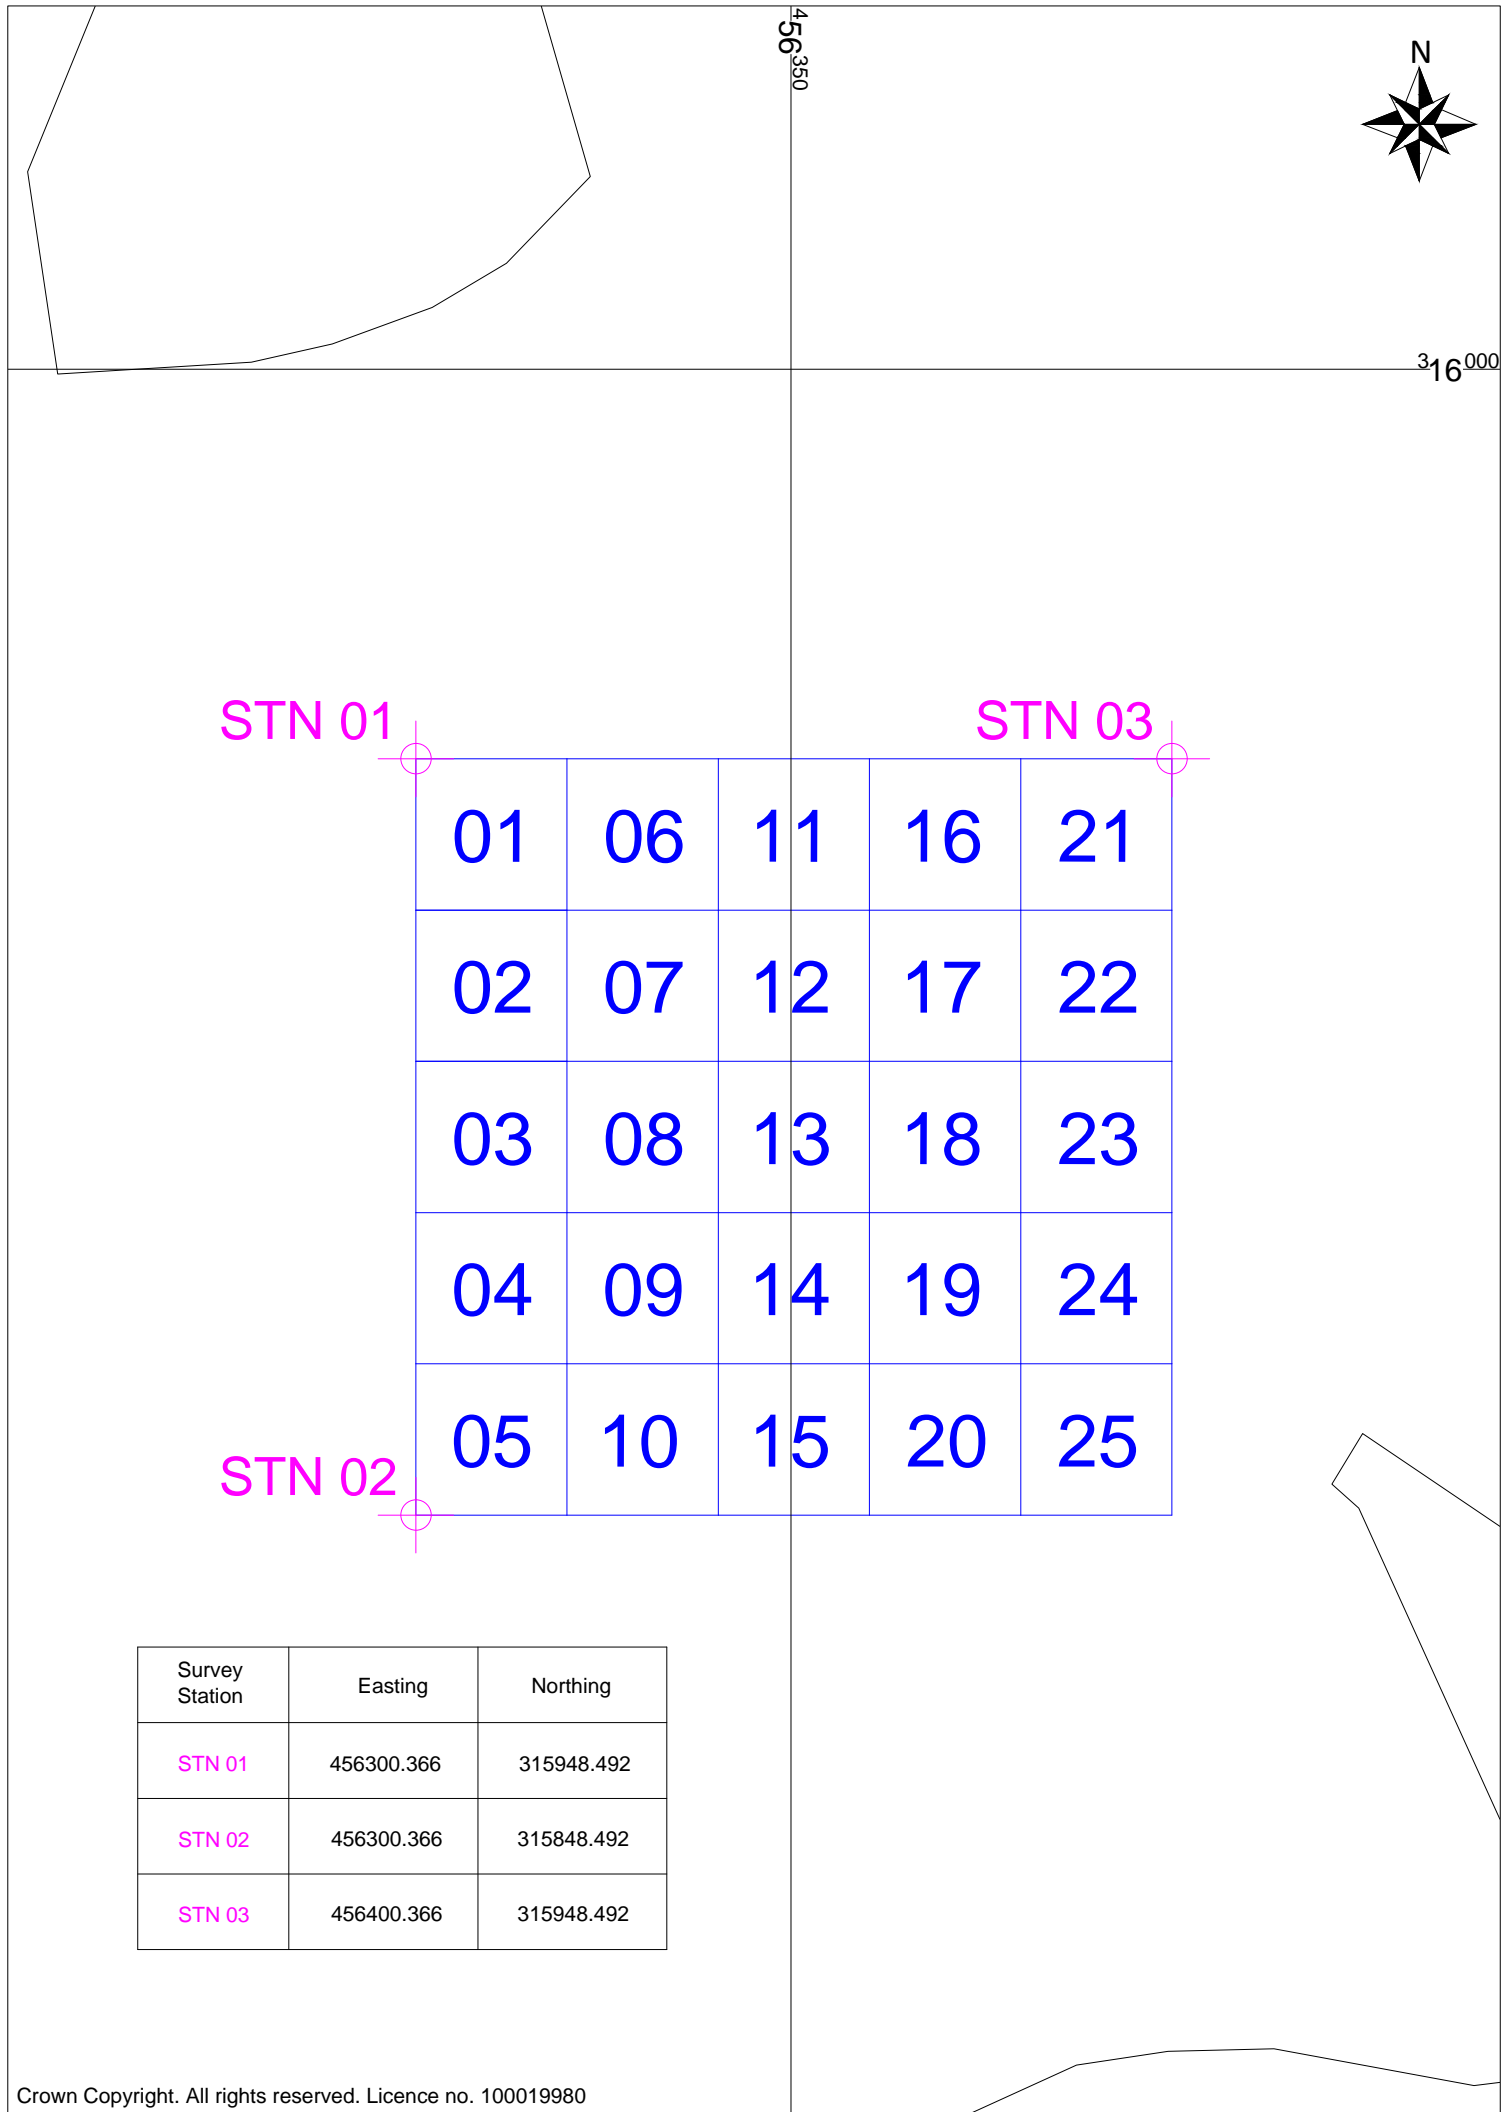 456350
N
316000
STN 01
STN 03
01 06 11 16 21
02 07 12 17 22
03 08 13 18 23
04 09 14 19 24
05 10 15 20 25
STN 02
Survey
Station
Easting
Northing
STN 01 456300.366 315948.492
STN 02 456300.366 315848.492
STN 03 456400.366 315948.492
Crown Copyright. All rights reserved. Licence no. 100019980